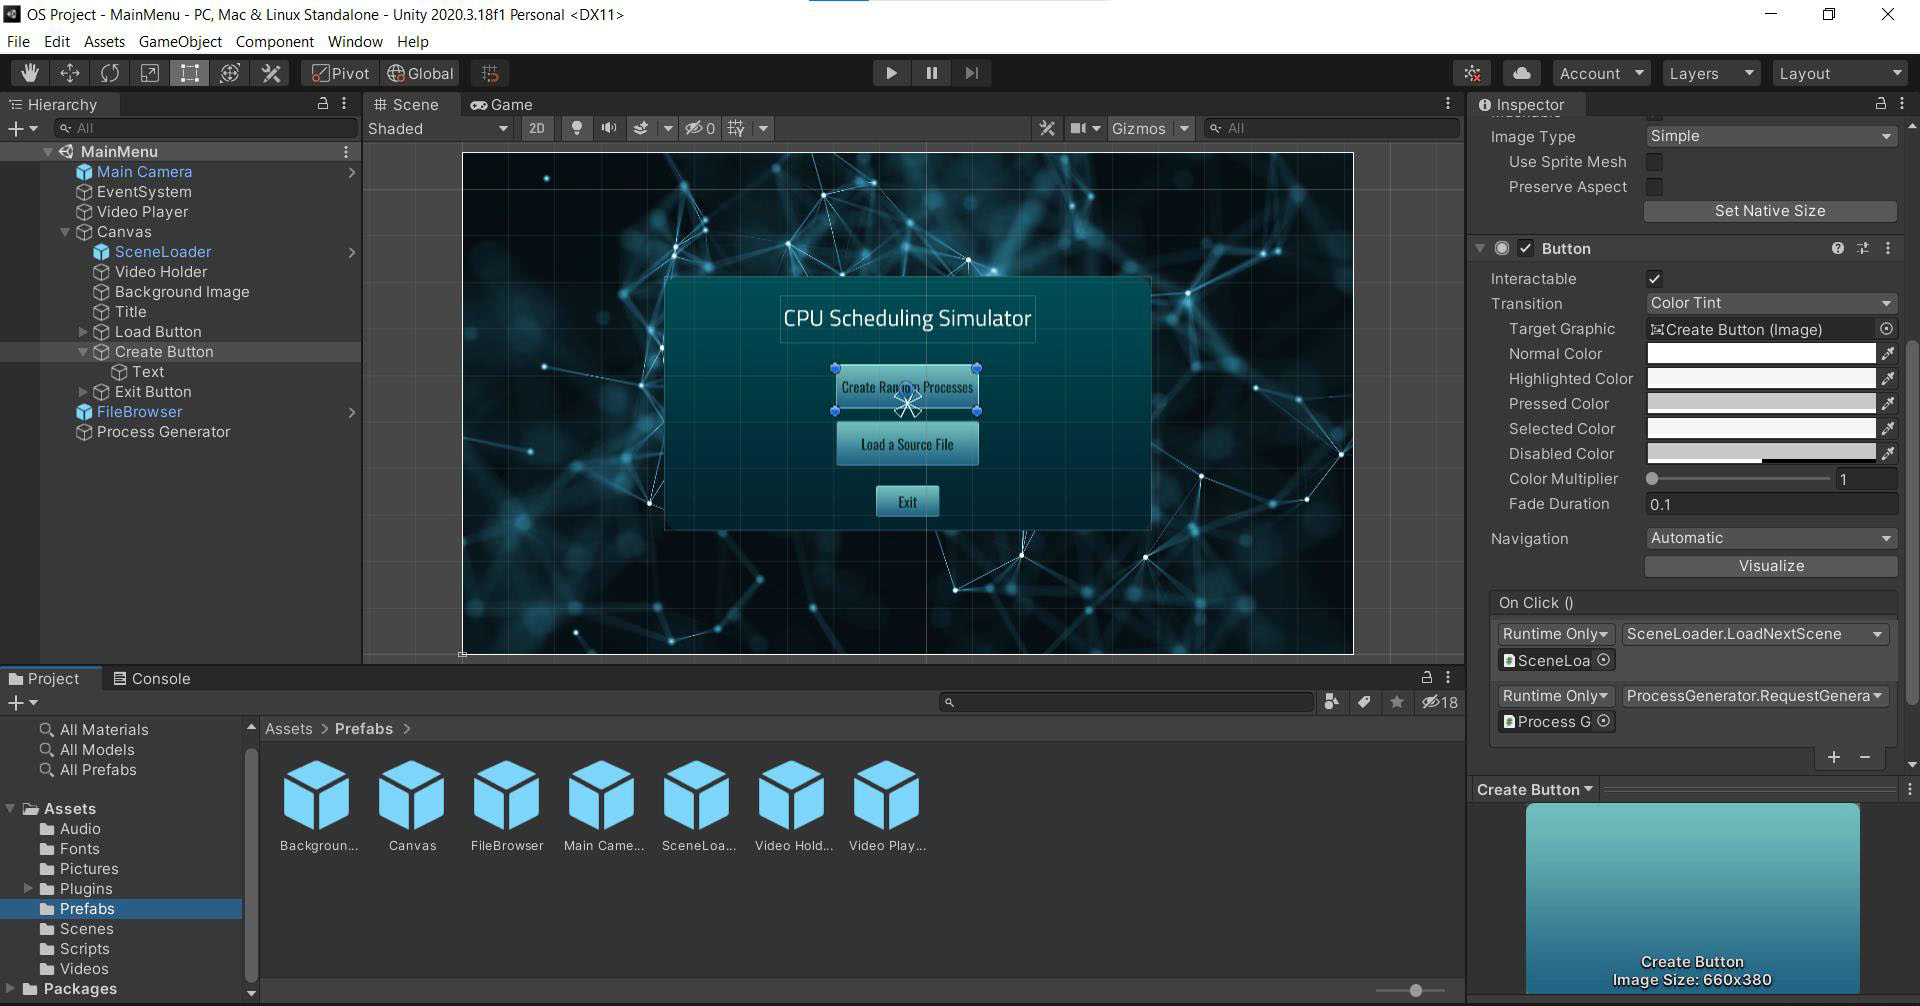 OS Project - MainMenu - PC, Mac & Linux Standalone - Unity 2020.3.18f1 Personal <DX11>
File Edit Assets GameObject Component Window Help
Pivot Global Account Layers Layout
Hierarchy
All
MainMenu
Main Camera
EventSystem
Video Player
Canvas
SceneLoader
Video Holder
Background Image
Title
Load Button
Create Button
Text
Exit Button
FileBrowser
Process Generator
Scene Game
Shaded 2D 0 Gizmos All
CPU Scheduling Simulator
Create Random Processes
Load a Source File
Exit
Inspector
Image Type Simple
Use Sprite Mesh
Preserve Aspect
Set Native Size
Button
Interactable
Transition Color Tint
Target Graphic Create Button (Image)
Normal Color
Highlighted Color
Pressed Color
Selected Color
Disabled Color
Color Multiplier 1
Fade Duration 0.1
Navigation Automatic
Visualize
On Click ()
Runtime Only SceneLoader.LoadNextScene
SceneLoa
Runtime Only ProcessGenerator.RequestGenera
Process G
+ -
Project Console
18
All Materials
All Models
All Prefabs
Assets
Audio
Fonts
Pictures
Plugins
Prefabs
Scenes
Scripts
Videos
Packages
Assets > Prefabs >
Backgroun... Canvas FileBrowser Main Came... SceneLoa... Video Hold... Video Play...
Create Button
Create Button
Image Size: 660x380